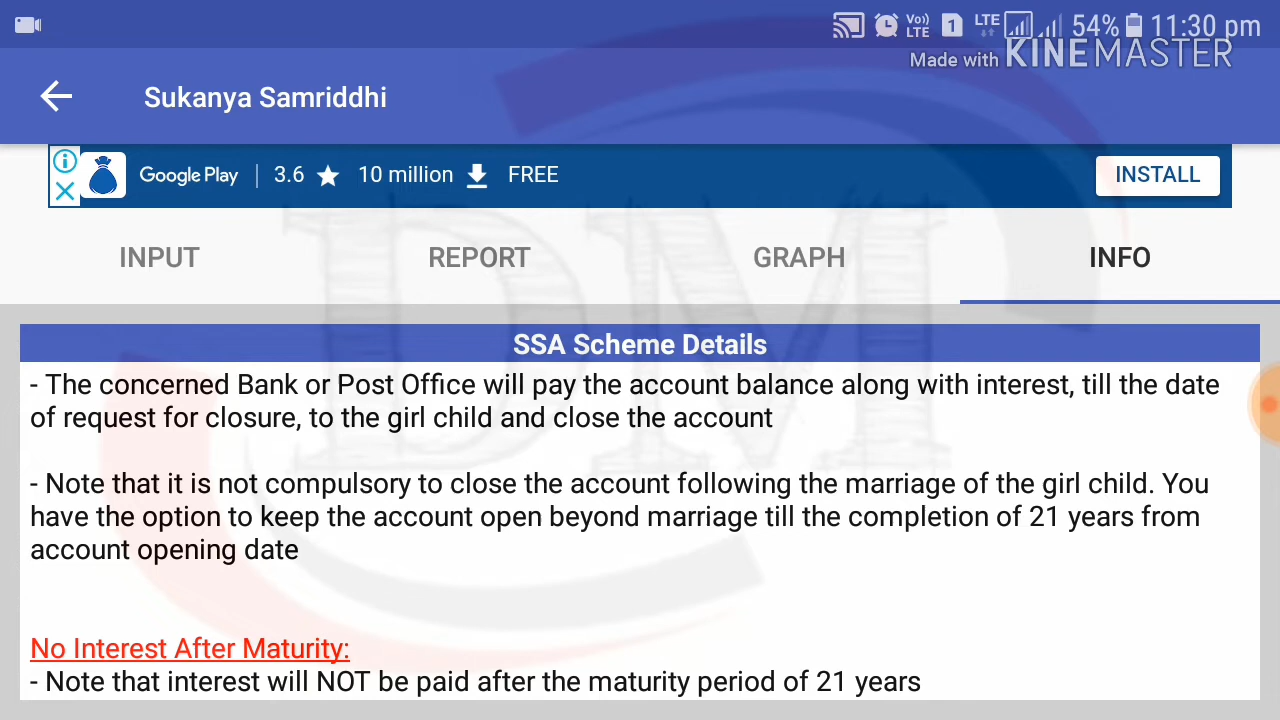 Vo)) LTE 1 LTE 54% 11:30 pm
Made with KINEMASTER
Sukanya Samriddhi
Google Play | 3.6 ★ 10 million FREE INSTALL
INPUT REPORT GRAPH INFO
DM
SSA Scheme Details
- The concerned Bank or Post Office will pay the account balance along with interest, till the date
of request for closure, to the girl child and close the account
- Note that it is not compulsory to close the account following the marriage of the girl child. You
have the option to keep the account open beyond marriage till the completion of 21 years from
account opening date
No Interest After Maturity:
- Note that interest will NOT be paid after the maturity period of 21 years